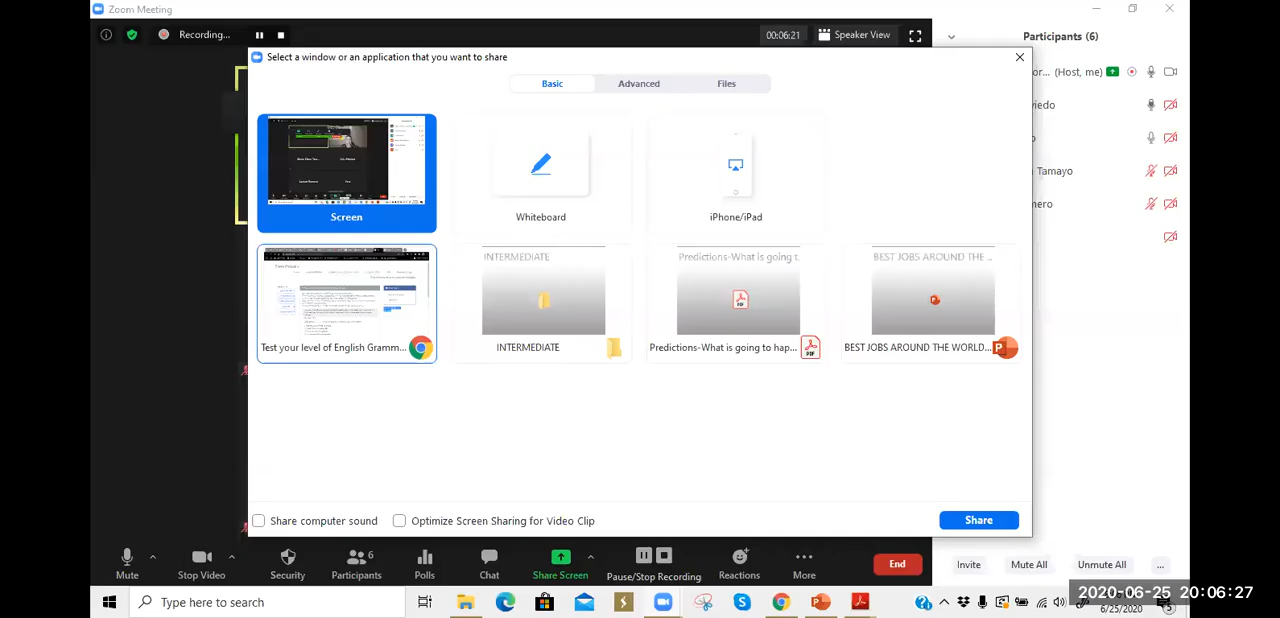 Zoom Meeting
Recording...
00:06:21
Speaker View
Participants (6)
Select a window or an application that you want to share
Basic
Advanced
Files
or... (Host, me)
viedo
o
Tamayo
mero
Screen
Whiteboard
iPhone/iPad
INTERMEDIATE
Predictions-What is going t.
BEST JOBS AROUND THE ...
Test your level of English Gramm...
INTERMEDIATE
Predictions-What is going to hap...
PDF
BEST JOBS AROUND THE WORLD...
Share computer sound
Optimize Screen Sharing for Video Clip
Share
6
Mute
Stop Video
Security
Participants
Polls
Chat
Share Screen
Pause/Stop Recording
Reactions
More
End
Invite
Mute All
Unmute All
...
Type here to search
2020-06-25 20:06:27
6/25/2020